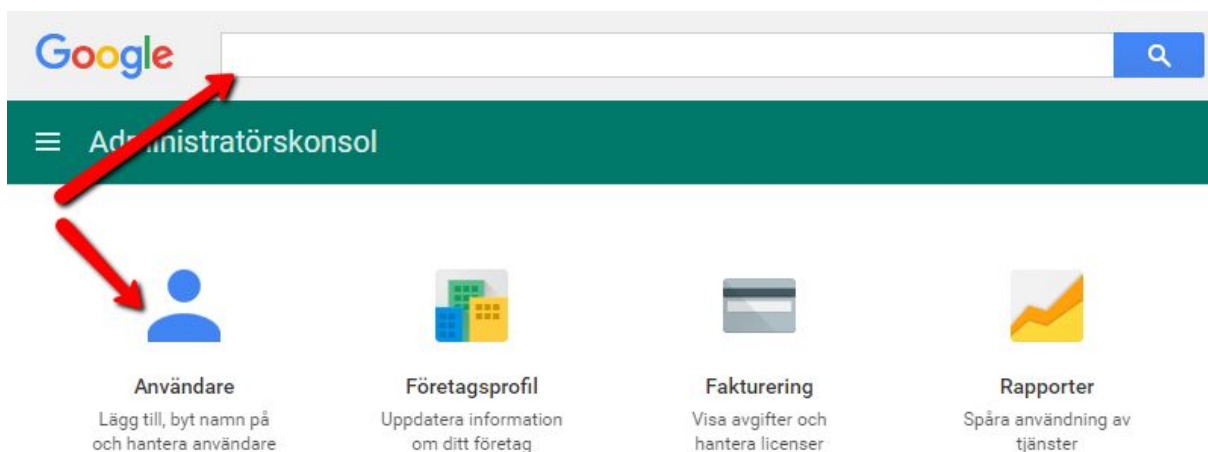 Google
Administratörskonsol
Användare
Lägg till, byt namn på
och hantera användare
Företagsprofil
Uppdatera information
om ditt företag
Fakturering
Visa avgifter och
hantera licenser
Rapporter
Spåra användning av
tjänster